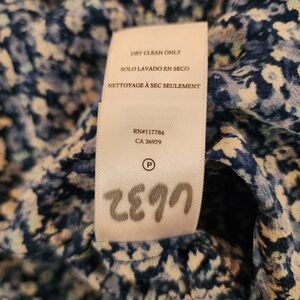 DRY CLEAN ONLY
SOLO LAVADO EN SECO
NETTOYAGE À SEC SEULEMENT
RN#117784
CA 36979
P